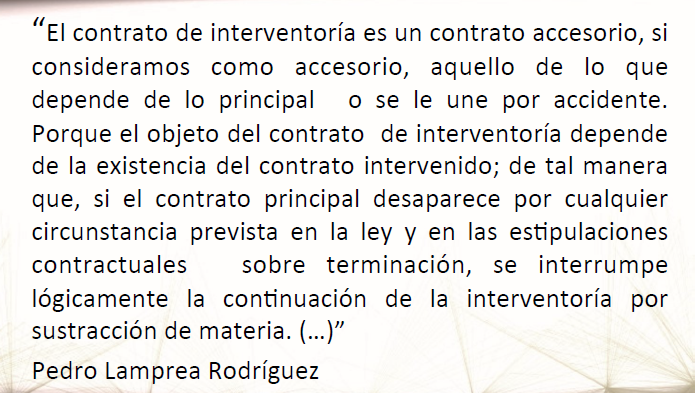 “El contrato de interventoría es un contrato accesorio, si
consideramos como accesorio, aquello de lo que
depende de lo principal o se le une por accidente.
Porque el objeto del contrato de interventoría depende
de la existencia del contrato intervenido; de tal manera
que, si el contrato principal desaparece por cualquier
circunstancia prevista en la ley y en las estipulaciones
contractuales sobre terminación, se interrumpe
lógicamente la continuación de la interventoría por
sustracción de materia. (…)”
Pedro Lamprea Rodríguez